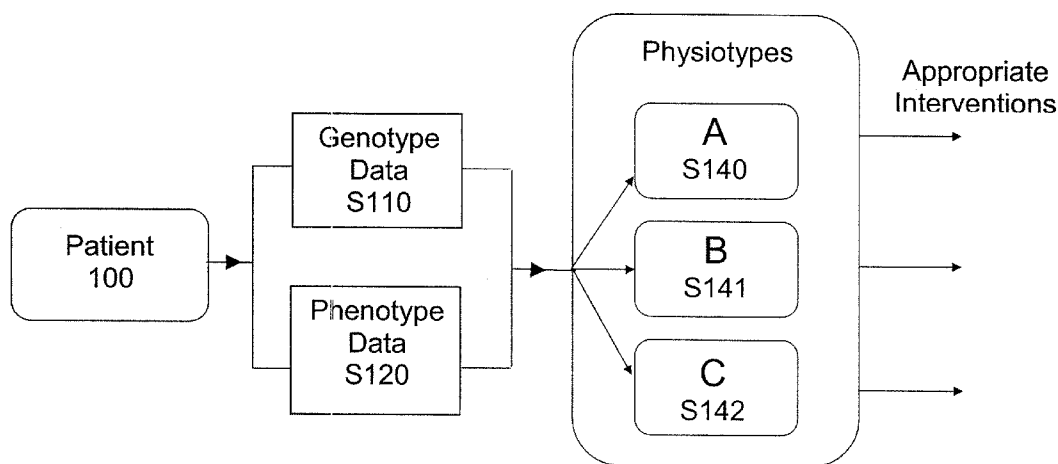 Patient
100
Genotype
Data
S110
Phenotype
Data
S120
Physiotypes
A
S140
B
S141
C
S142
Appropriate
Interventions